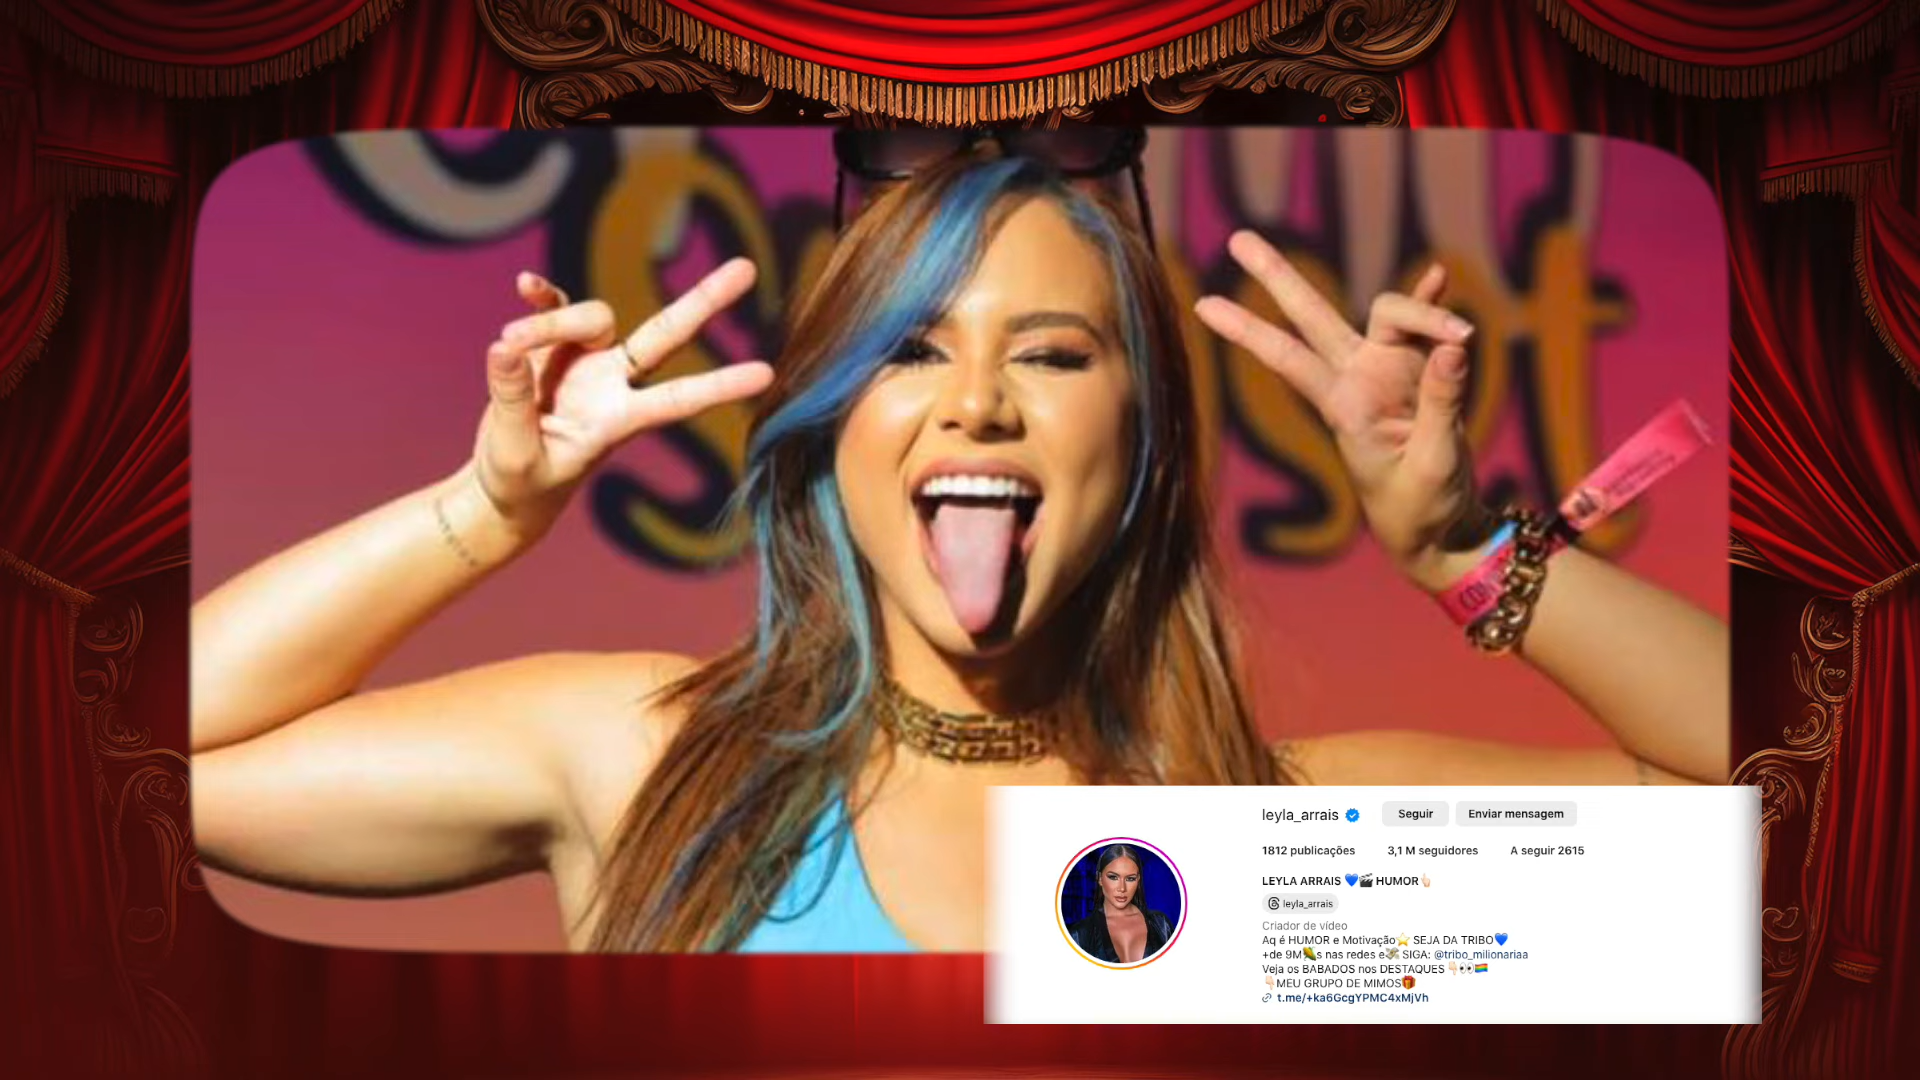 leyla_arrais
Seguir
Enviar mensagem
1812 publicações
3,1 M seguidores
A seguir 2615
LEYLA ARRAIS 💙🎬 HUMOR👆🏻
leyla_arrais
Criador de vídeo
Aq é HUMOR e Motivação⭐ SEJA DA TRIBO💙
+de 9M🌽s nas redes e💸 SIGA: @tribo_milionariaa
Veja os BABADOS nos DESTAQUES 👇🏻👀🏳️‍🌈
👇🏻MEU GRUPO DE MIMOS🎁
t.me/+ka6GcgYPMC4xMjVh